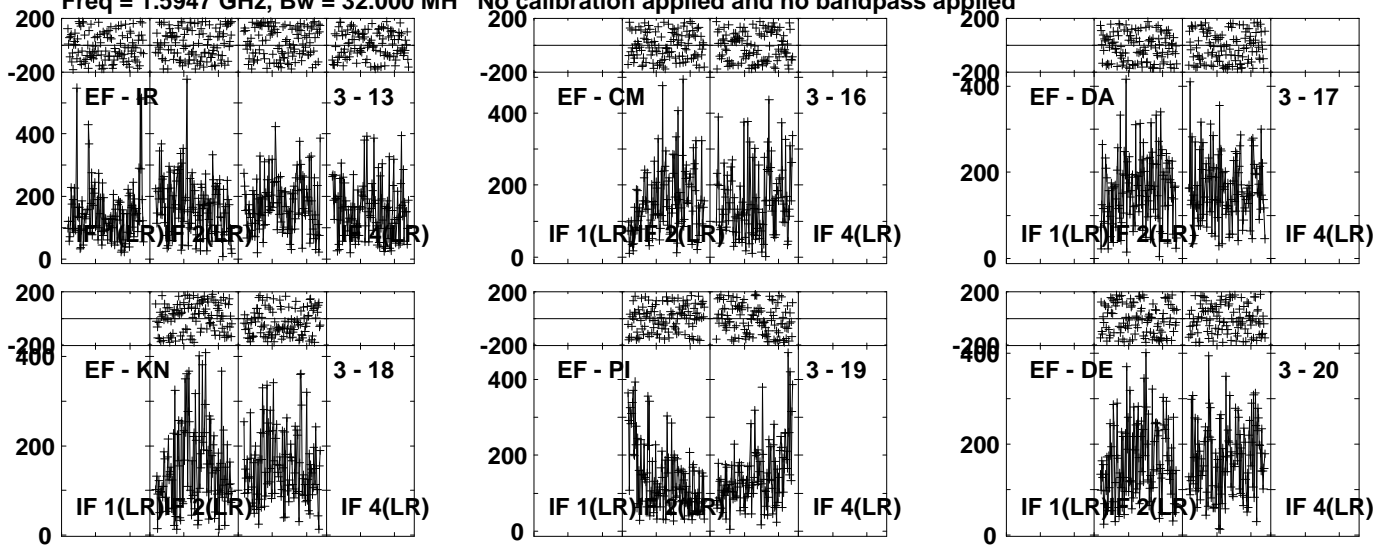 Freq = 1.5947 GHz, Bw = 32.000 MH No calibration applied and no bandpass applied
200
-200
EF - IR 3 - 13
400
200
IF 1(LR) IF 2(LR) IF 4(LR)
0
200
-200
EF - CM 3 - 16
400
200
IF 1(LR) IF 2(LR) IF 4(LR)
0
200
-200
400
EF - DA 3 - 17
200
IF 1(LR) IF 2(LR) IF 4(LR)
0
200
-200
400
EF - KN 3 - 18
200
IF 1(LR) IF 2(LR) IF 4(LR)
0
200
-200
EF - PI 3 - 19
400
200
IF 1(LR) IF 2(LR) IF 4(LR)
0
200
-200
400
EF - DE 3 - 20
200
IF 1(LR) IF 2(LR) IF 4(LR)
0